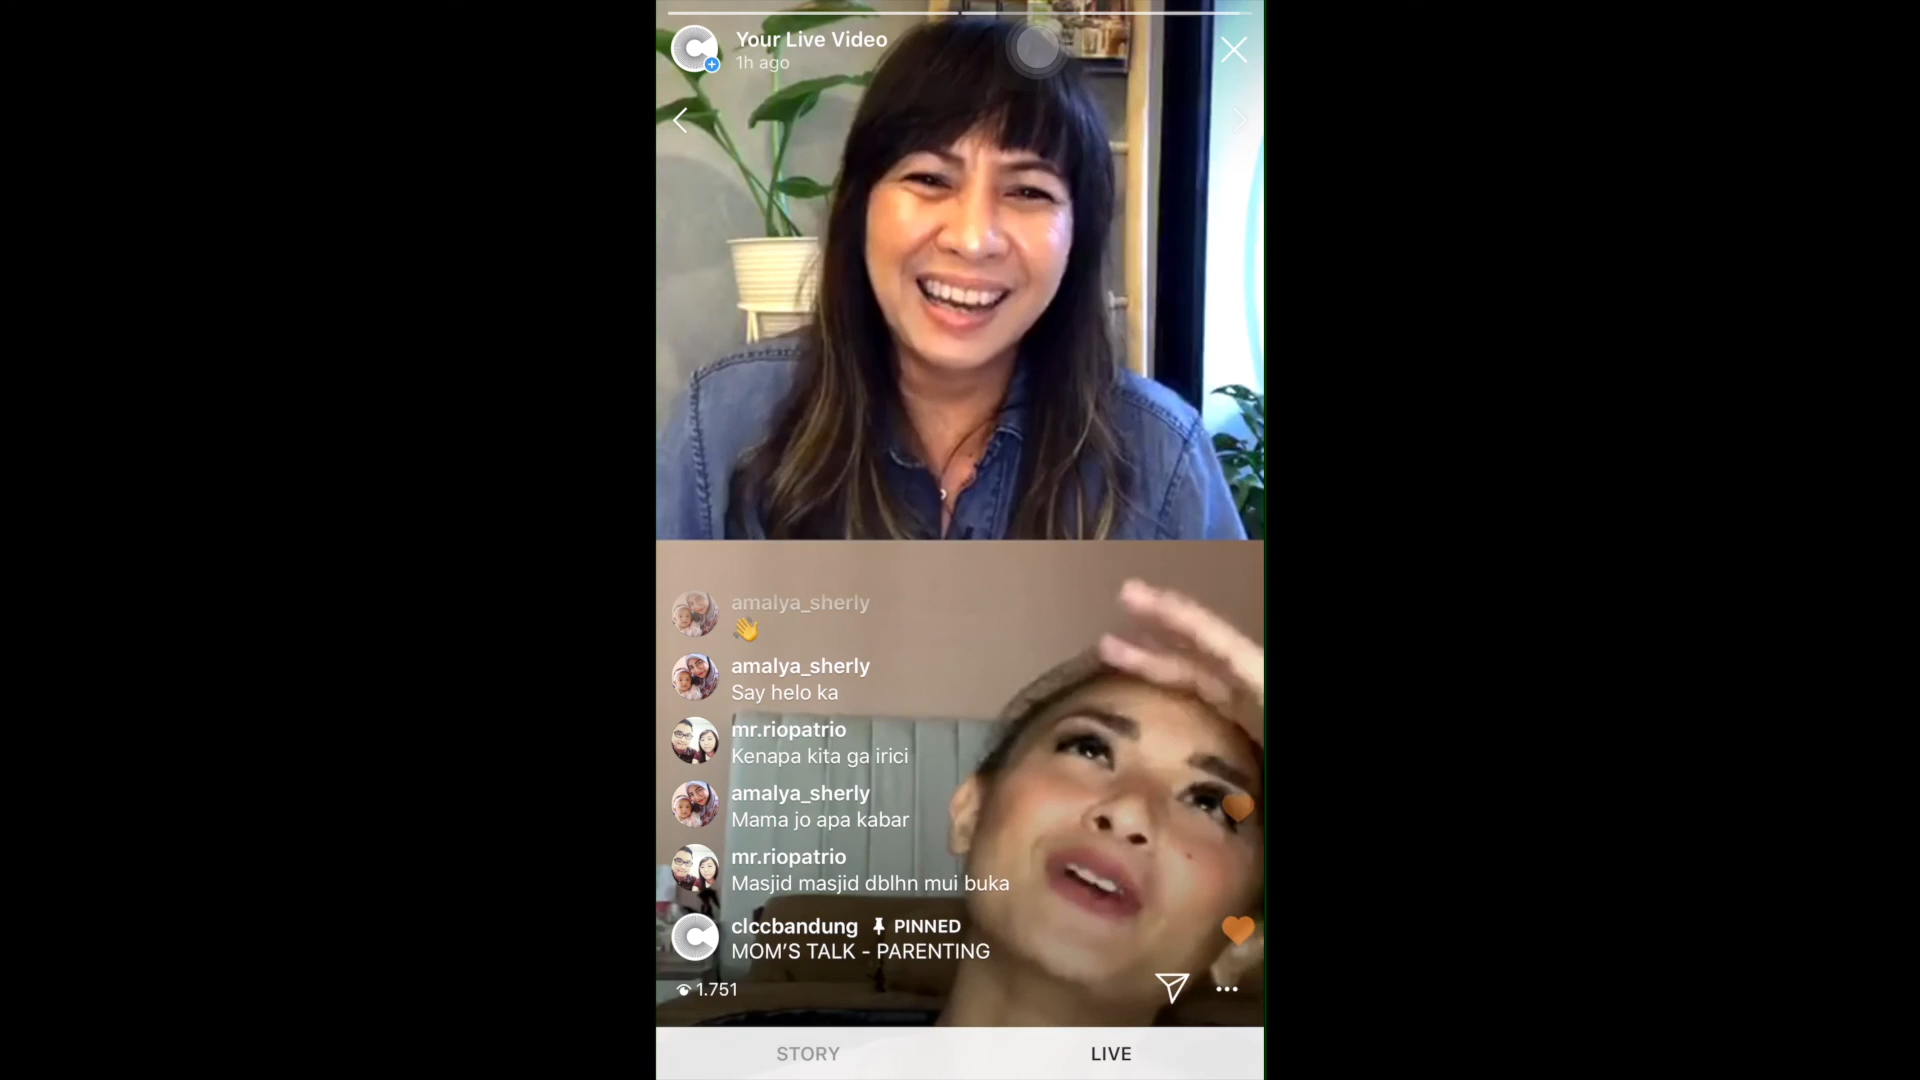 Your Live Video
1h ago
amalya_sherly
👋
amalya_sherly
Say helo ka
mr.riopatrio
Kenapa kita ga irici
amalya_sherly
Mama jo apa kabar
mr.riopatrio
Masjid masjid dblhn mui buka
clccbandung PINNED
MOM'S TALK - PARENTING
1.751
STORY
LIVE